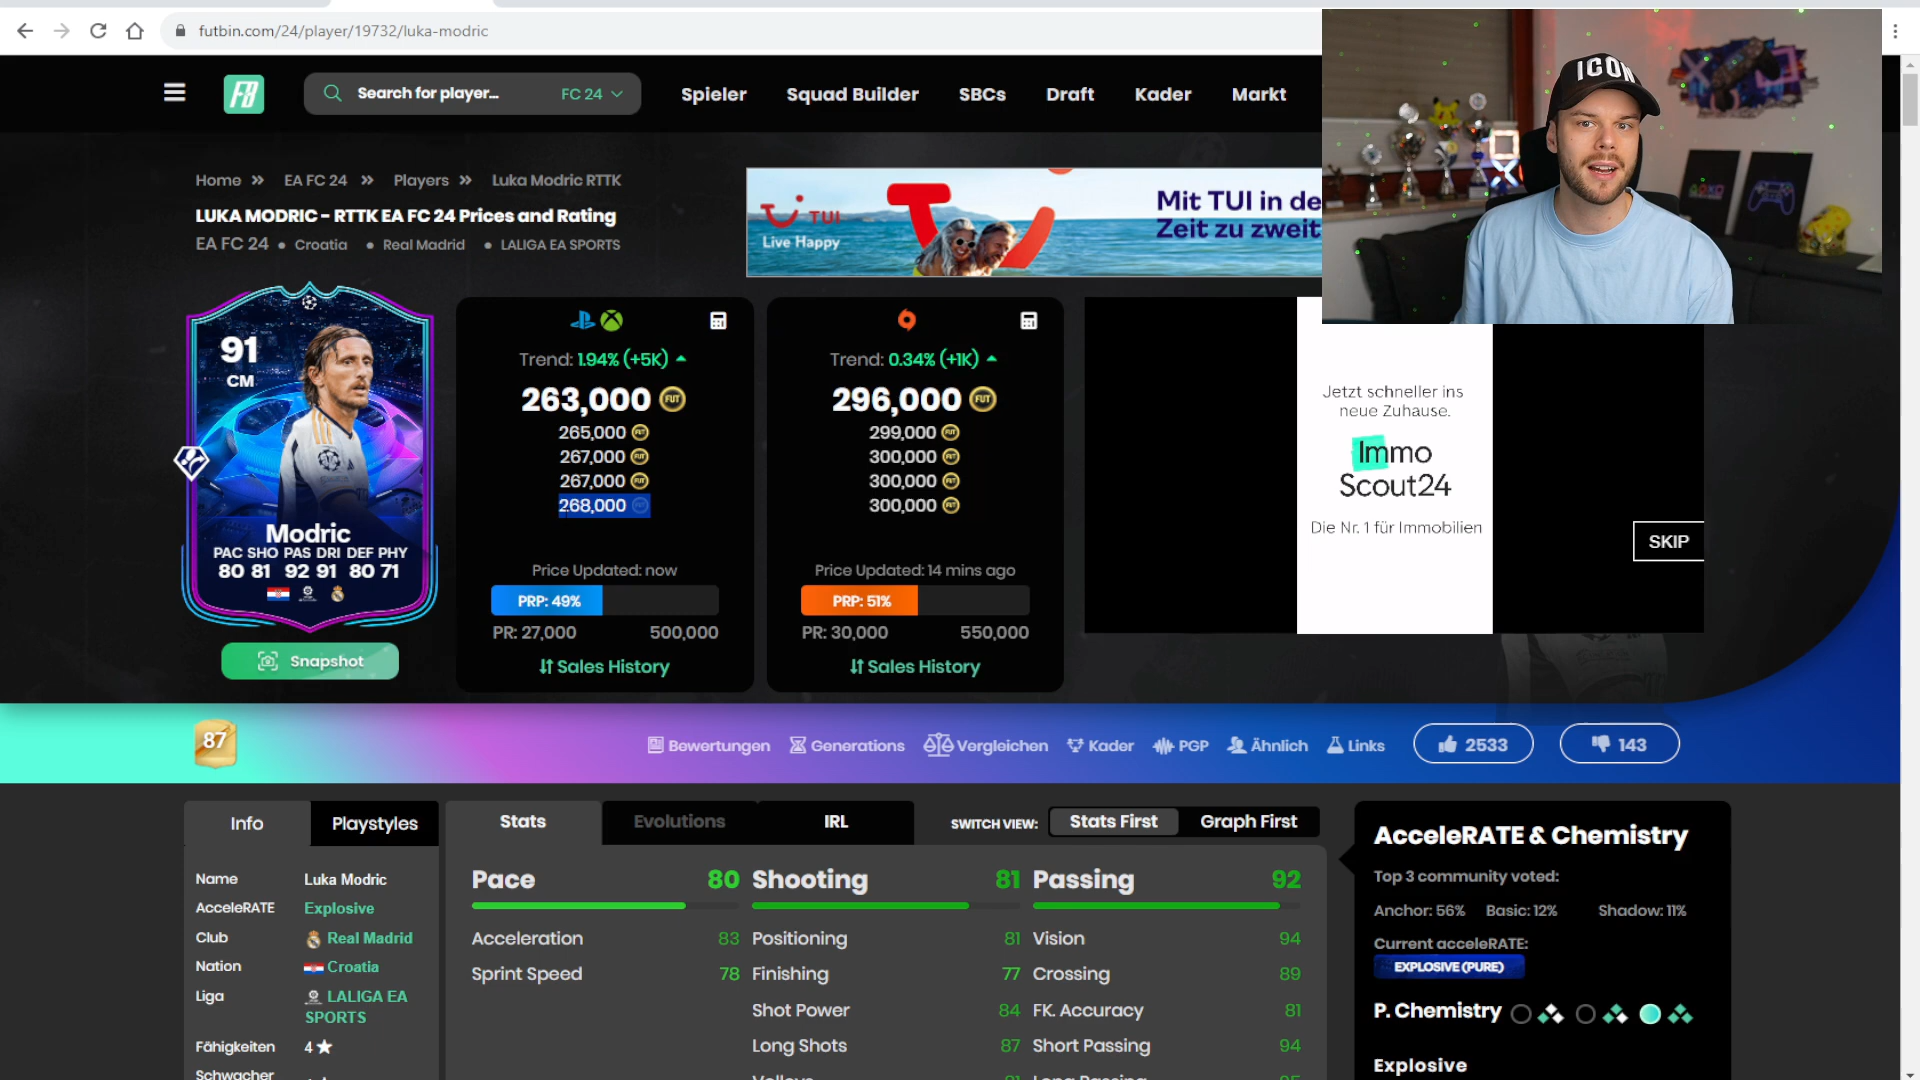 futbin.com/24/player/19732/luka-modric
Search for player...
FC 24
Spieler
Squad Builder
SBCs
Draft
Kader
Markt
ICON
Home » EA FC 24 » Players » Luka Modric RTTK
LUKA MODRIC - RTTK EA FC 24 Prices and Rating
EA FC 24 • Croatia • Real Madrid • LALIGA EA SPORTS
TUI
Live Happy
Mit TUI in de
Zeit zu zweit
91
CM
Modric
PAC SHO PAS DRI DEF PHY
80 81 92 91 80 71
Snapshot
Trend: 1.94% (+5K)
263,000
265,000
267,000
267,000
268,000
Price Updated: now
PRP: 49%
PR: 27,000 500,000
Sales History
Trend: 0.34% (+1K)
296,000
299,000
300,000
300,000
300,000
Price Updated: 14 mins ago
PRP: 51%
PR: 30,000 550,000
Sales History
Jetzt schneller ins
neue Zuhause.
Immo
Scout24
Die Nr. 1 für Immobilien
SKIP
87
Bewertungen
Generations
Vergleichen
Kader
PGP
Ähnlich
Links
2533
143
Info
Playstyles
Name Luka Modric
AcceleRATE Explosive
Club Real Madrid
Nation Croatia
Liga LALIGA EA
SPORTS
Fähigkeiten 4★
Schwacher
Stats
Evolutions
IRL
SWITCH VIEW:
Stats First
Graph First
Pace 80
Acceleration 83
Sprint Speed 78
Shooting 81
Positioning 81
Finishing 77
Shot Power 84
Long Shots 87
Volleys 81
Passing 92
Vision 94
Crossing 89
FK. Accuracy 81
Short Passing 94
Long Passing 95
AcceleRATE & Chemistry
Top 3 community voted:
Anchor: 56% Basic: 12% Shadow: 11%
Current acceleRATE:
EXPLOSIVE (PURE)
P. Chemistry
Explosive